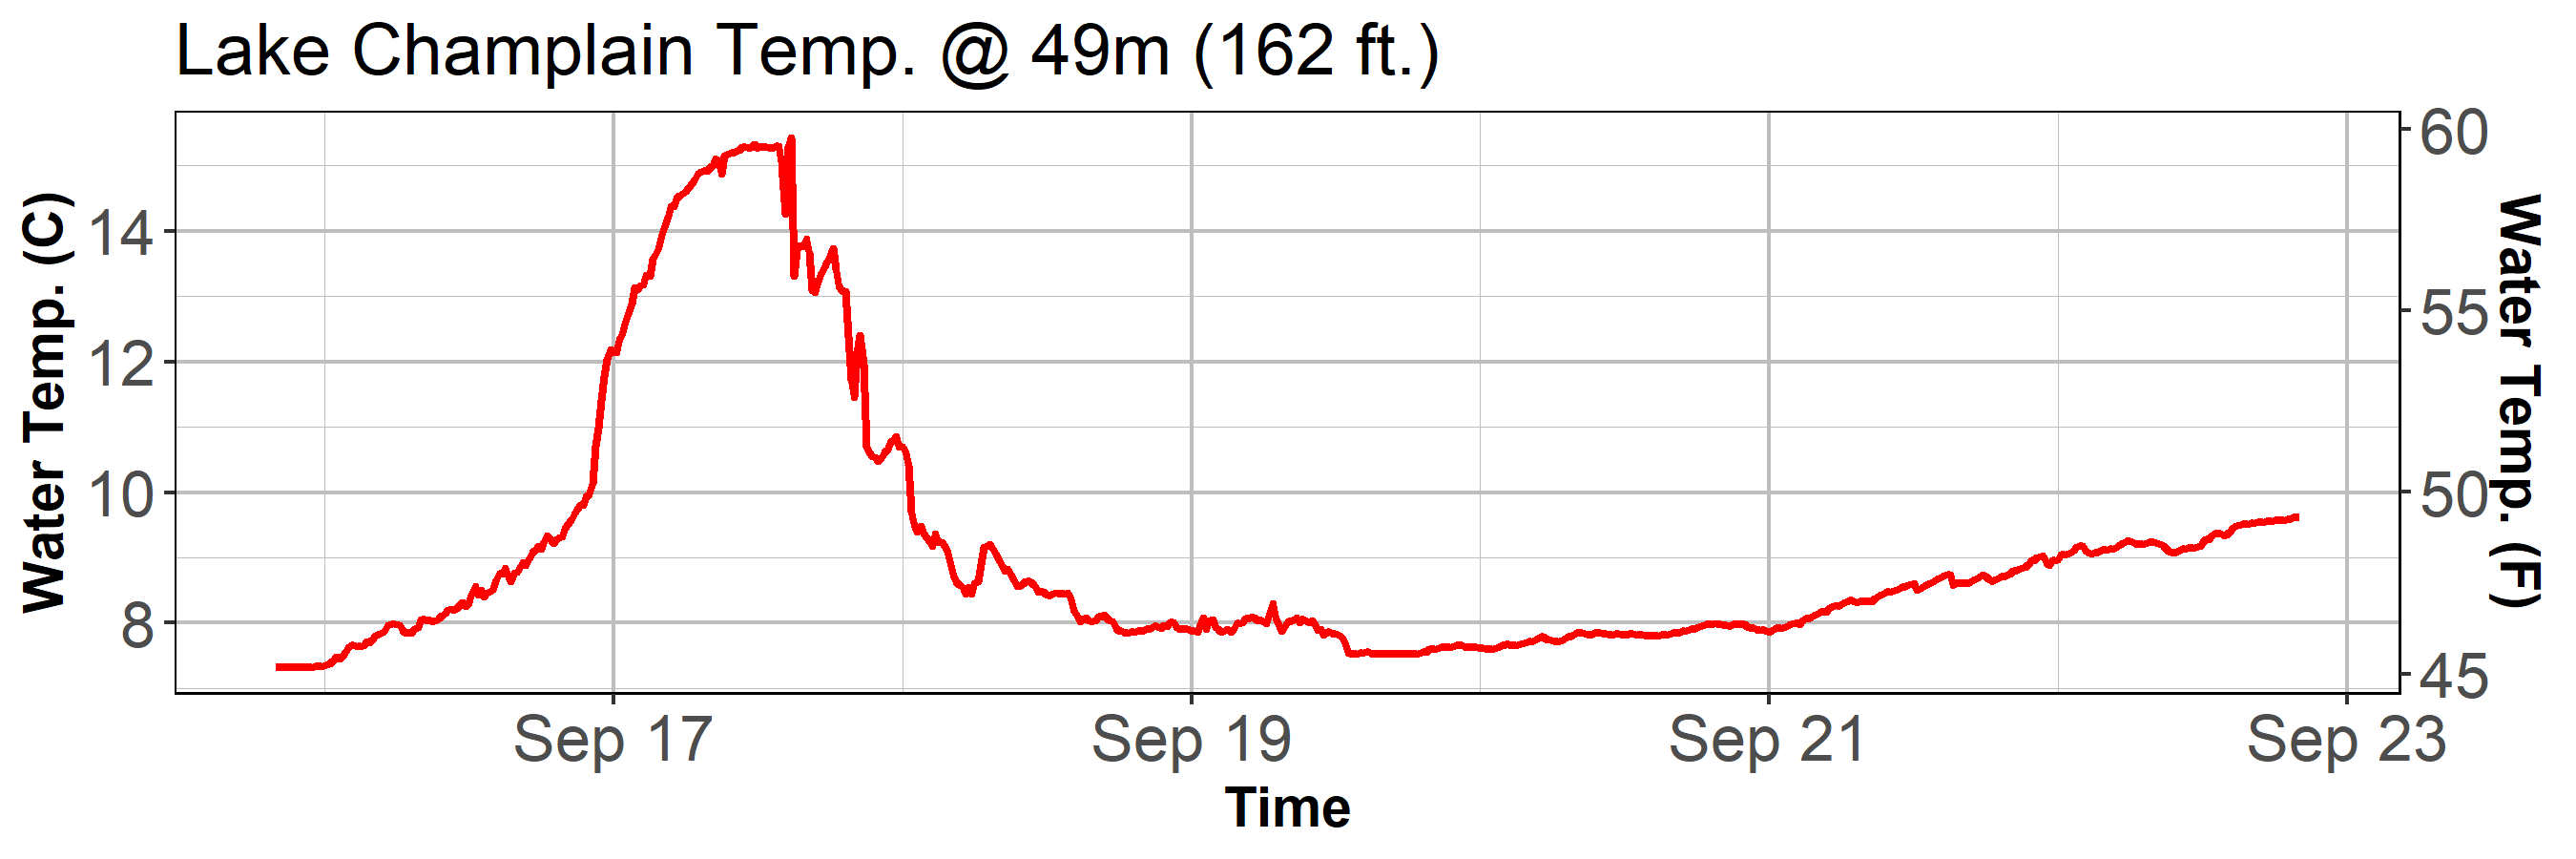 Lake Champlain Temp. @ 49m (162 ft.)
Water Temp. (C)
14
12
10
8
60
55
50
45
Water Temp. (F)
Sep 17 Sep 19 Sep 21 Sep 23
Time